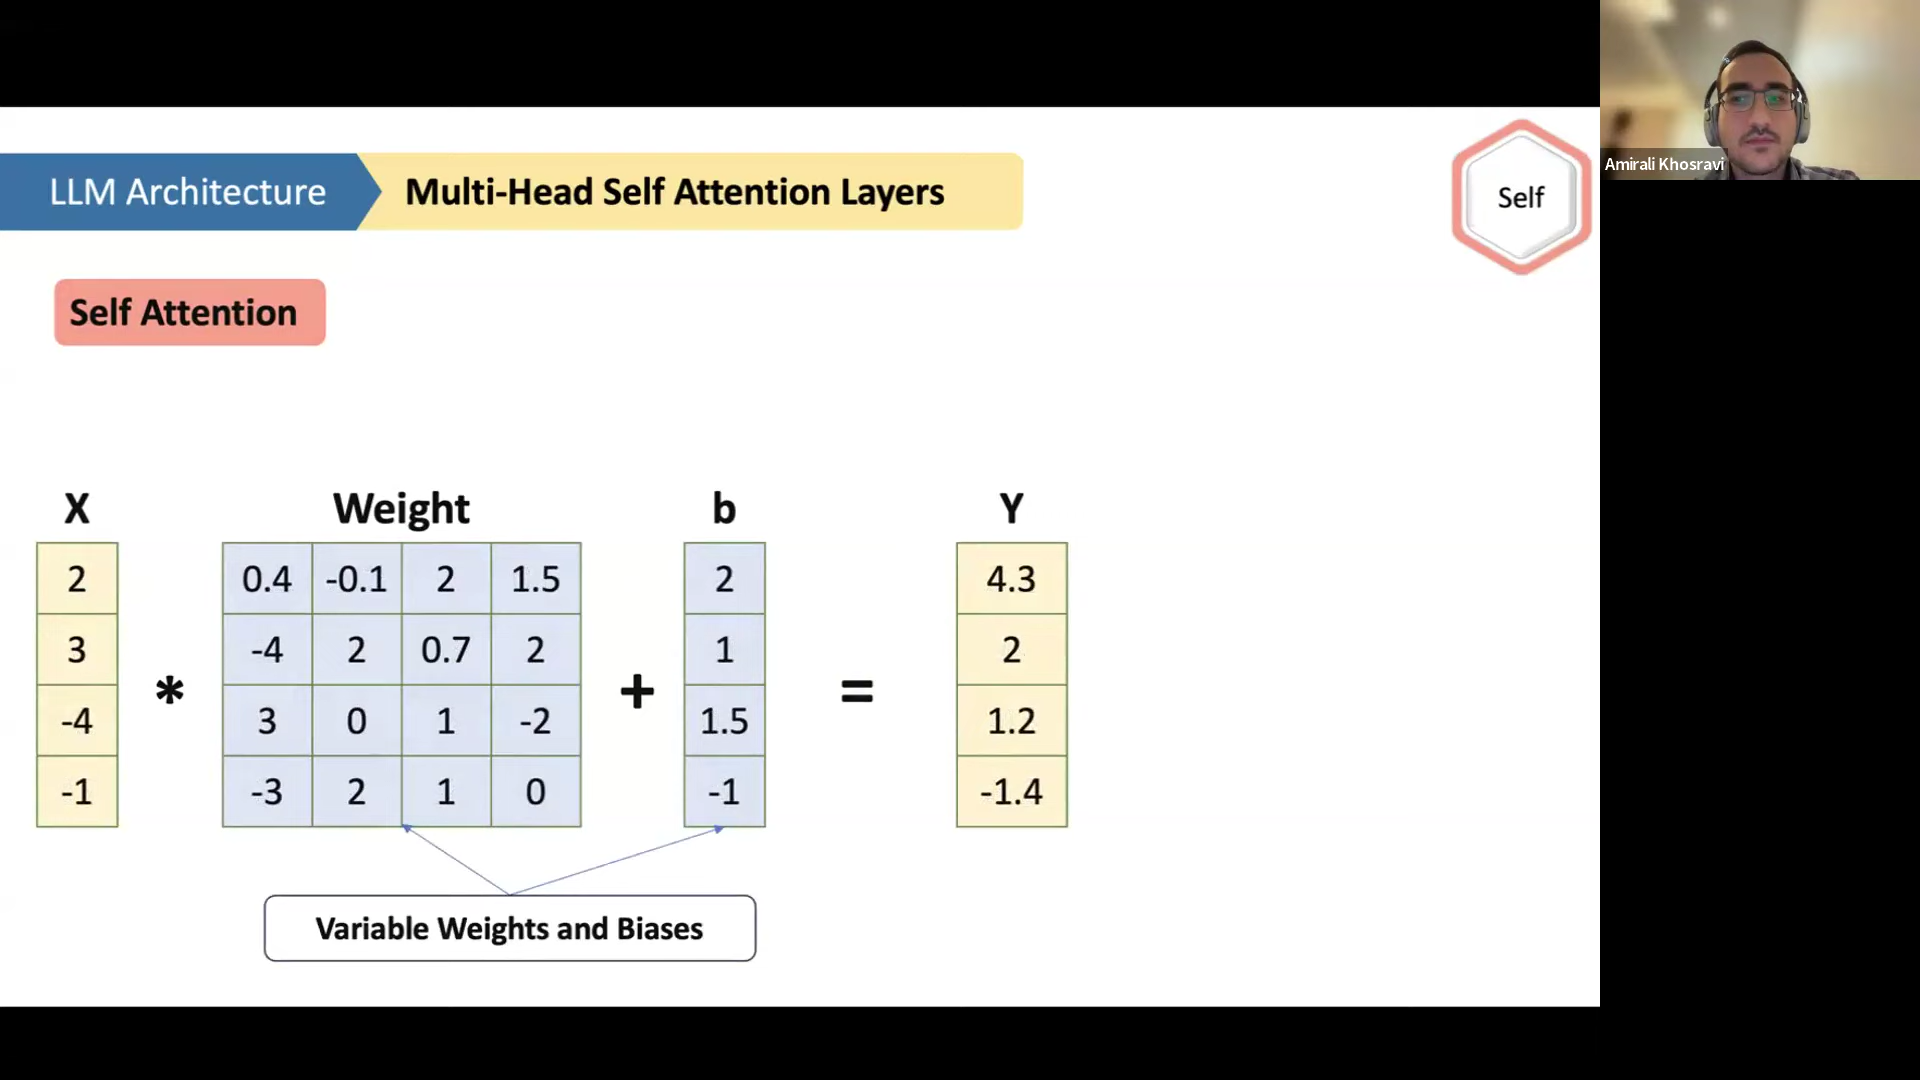 LLM Architecture
Multi-Head Self Attention Layers
Self
Amirali Khosravi
Self Attention
X
Weight
b
Y
2
0.4 -0.1 2 1.5
2
4.3
3
-4 2 0.7 2
1
2
*
+
=
-4
3 0 1 -2
1.5
1.2
-1
-3 2 1 0
-1
-1.4
Variable Weights and Biases